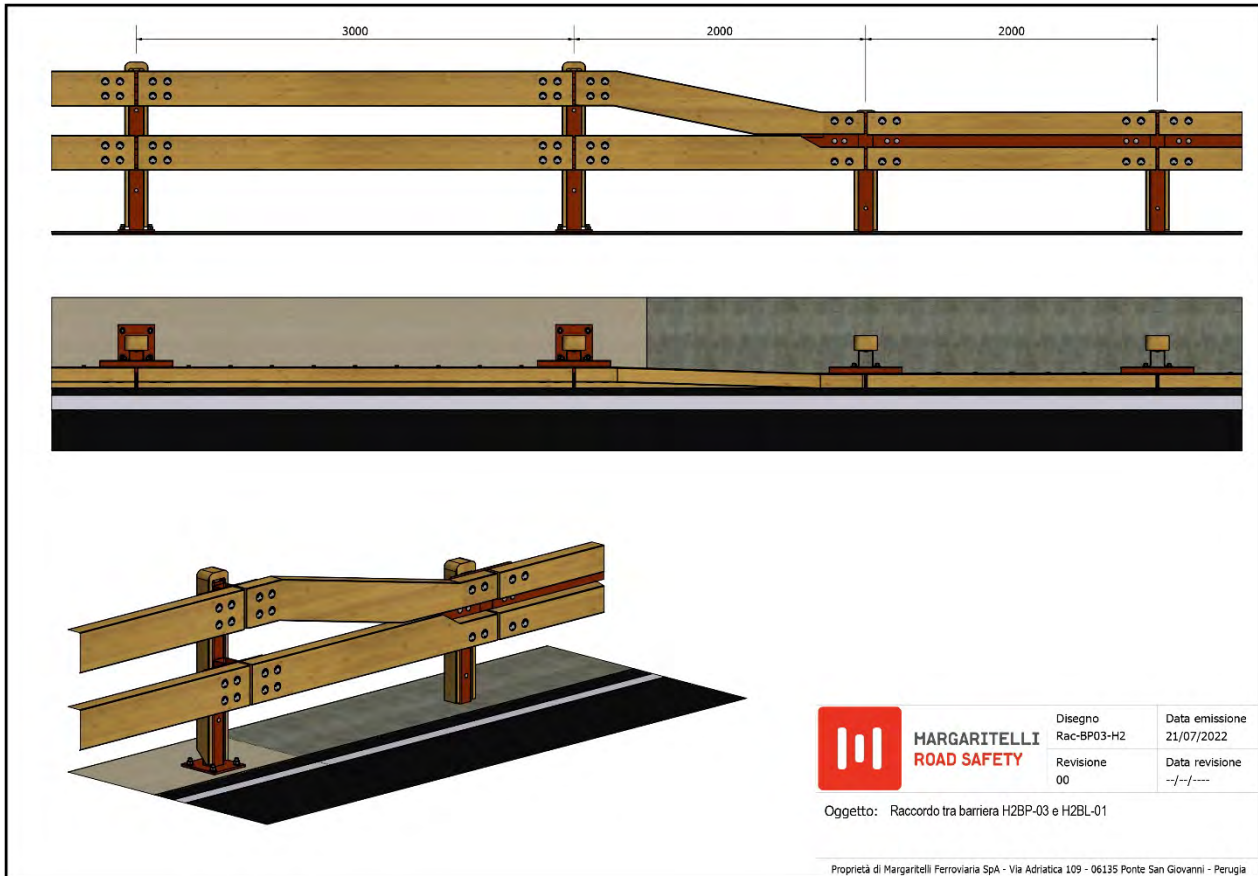 3000
2000
2000
MARGARITELLI
ROAD SAFETY
Disegno
Rac-BP03-H2
Data emissione
21/07/2022
Revisione
00
Data revisione
--/--/----
Oggetto: Raccordo tra barriera H2BP-03 e H2BL-01
Proprietà di Margaritelli Ferroviaria SpA - Via Adriatica 109 - 06135 Ponte San Giovanni - Perugia